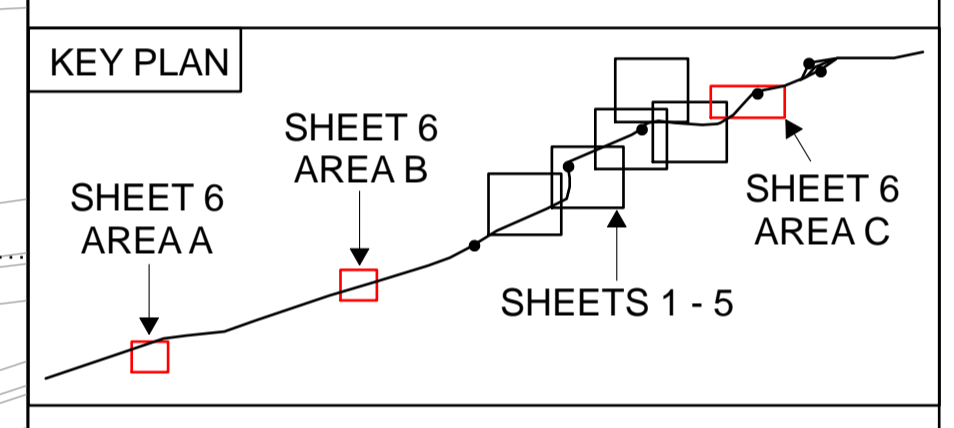 KEY PLAN
SHEET 6
AREA A
SHEET 6
AREA B
SHEETS 1 - 5
SHEET 6
AREA C